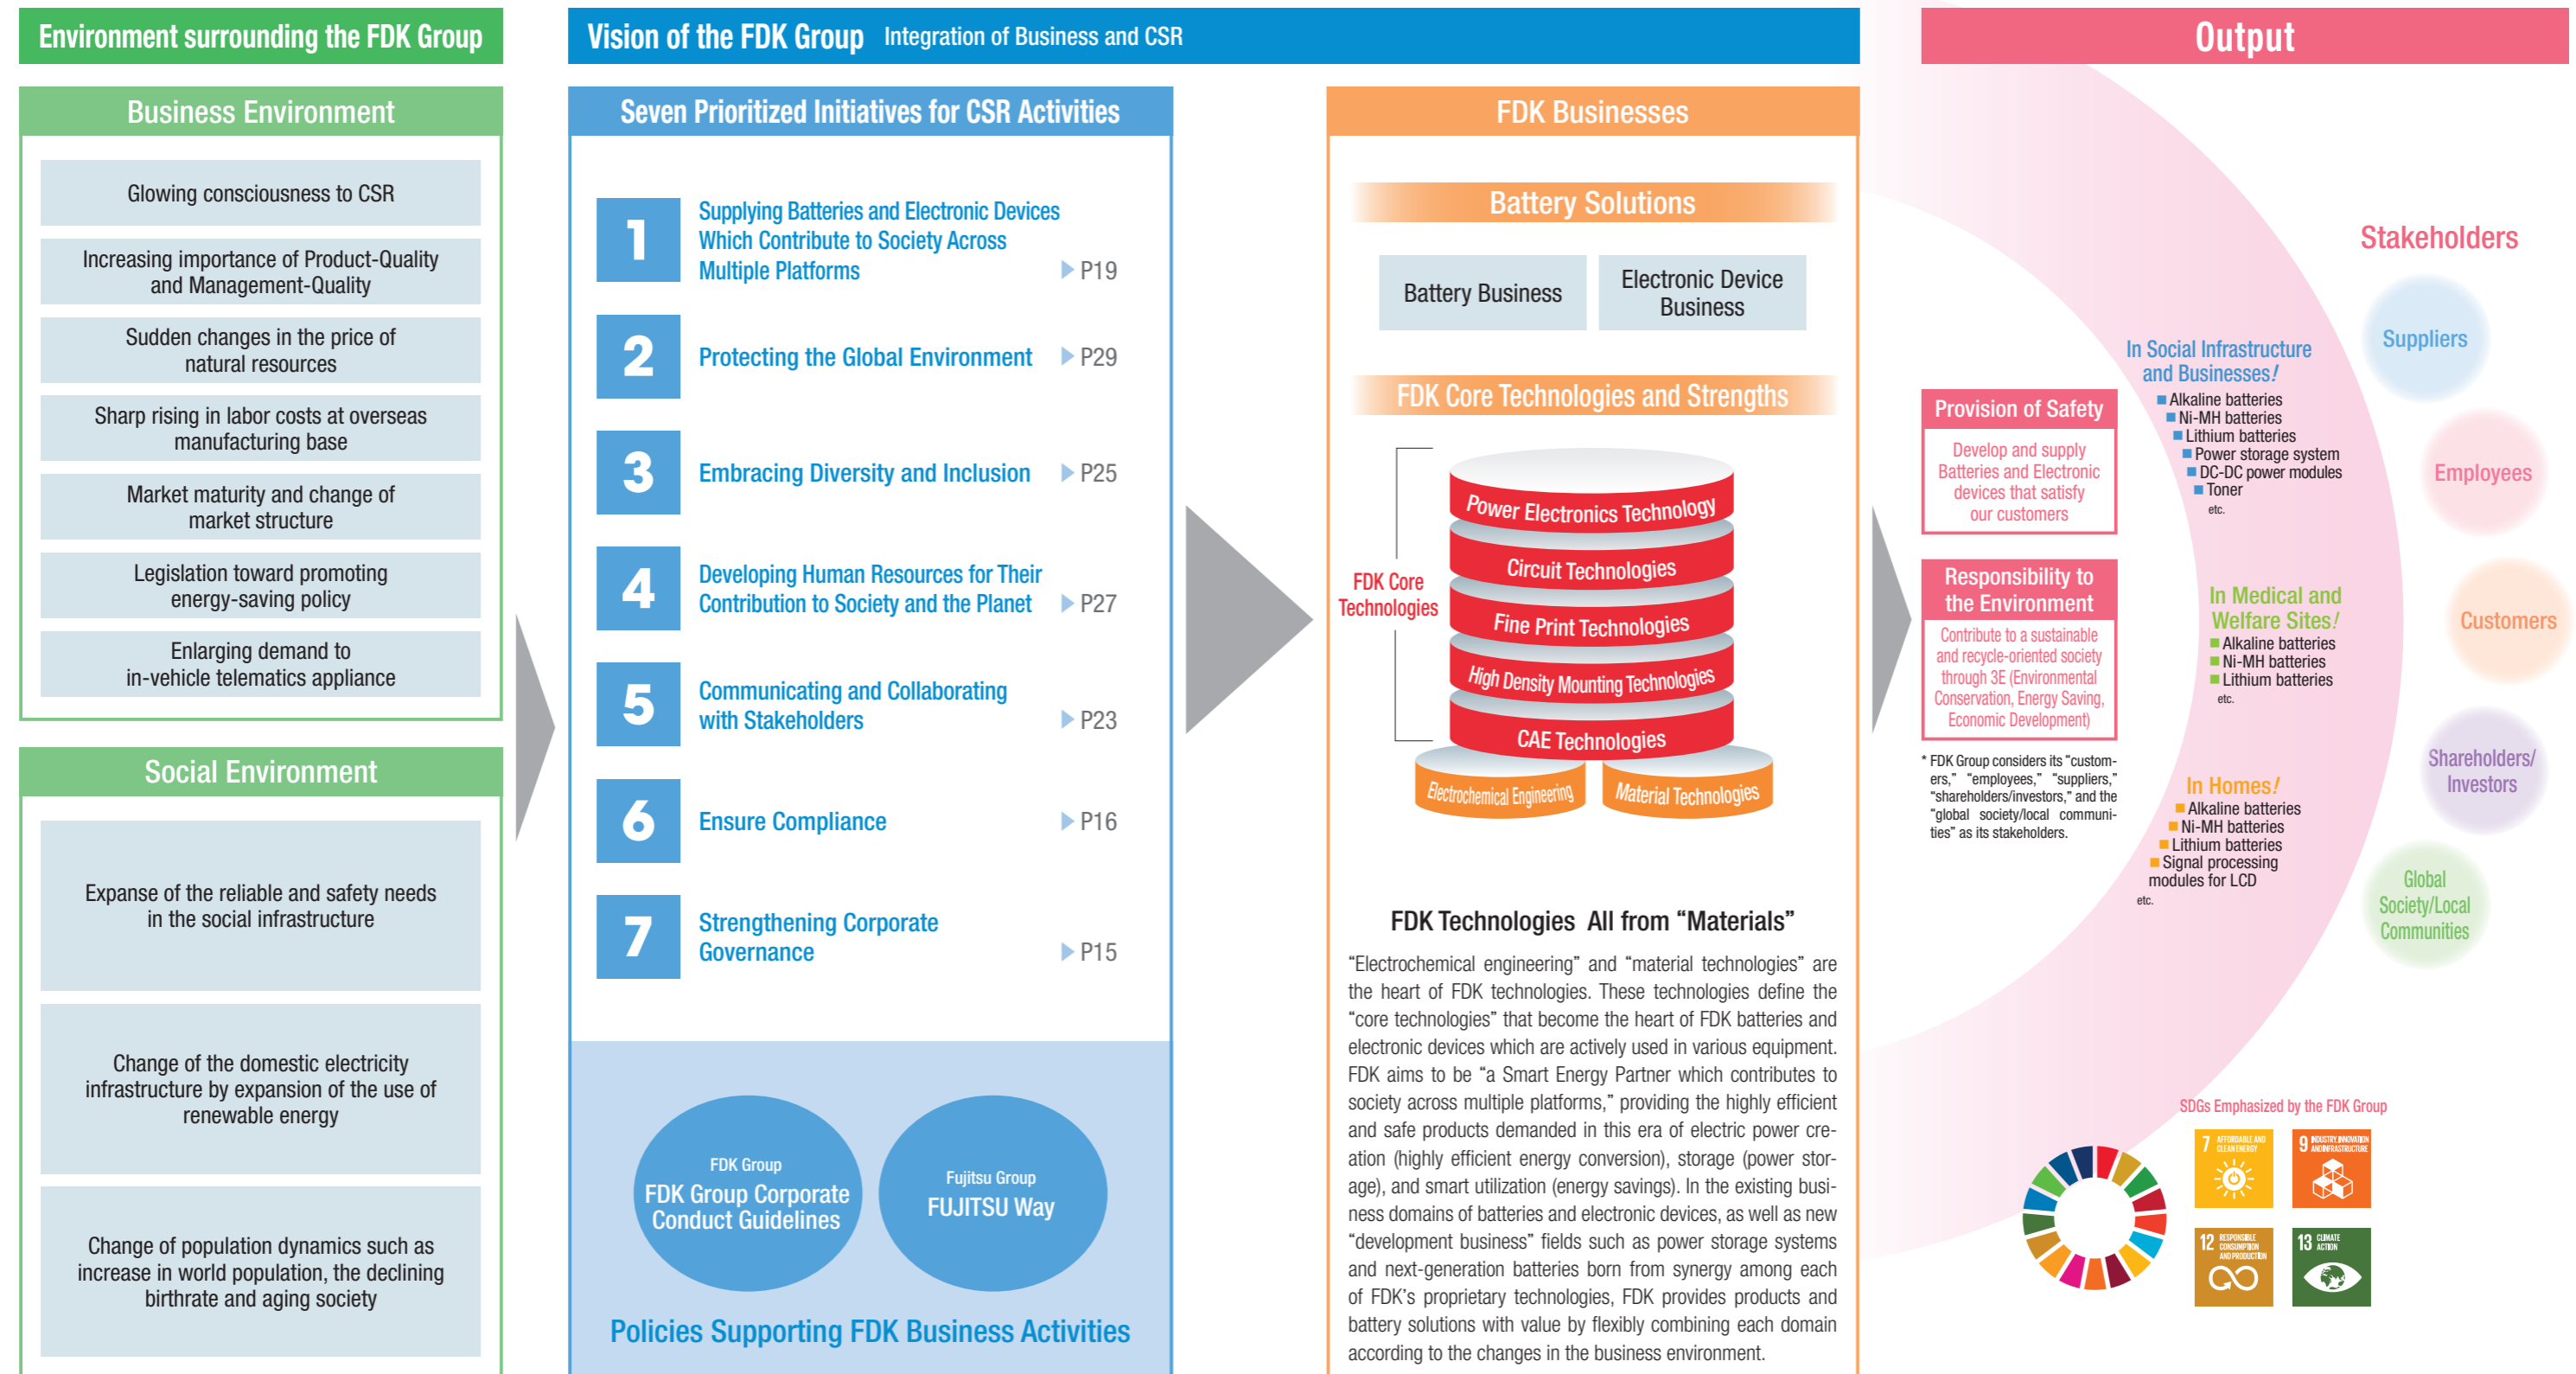 Environment surrounding the FDK Group
Business Environment
Glowing consciousness to CSR
Increasing importance of Product-Quality
and Management-Quality
Sudden changes in the price of
natural resources
Sharp rising in labor costs at overseas
manufacturing base
Market maturity and change of
market structure
Legislation toward promoting
energy-saving policy
Enlarging demand to
in-vehicle telematics appliance
Social Environment
Expanse of the reliable and safety needs
in the social infrastructure
Change of the domestic electricity
infrastructure by expansion of the use of
renewable energy
Change of population dynamics such as
increase in world population, the declining
birthrate and aging society
Vision of the FDK Group Integration of Business and CSR
Seven Prioritized Initiatives for CSR Activities
1
Supplying Batteries and Electronic Devices
Which Contribute to Society Across
Multiple Platforms ▶ P19
2
Protecting the Global Environment ▶ P29
3
Embracing Diversity and Inclusion ▶ P25
4
Developing Human Resources for Their
Contribution to Society and the Planet ▶ P27
5
Communicating and Collaborating
with Stakeholders ▶ P23
6
Ensure Compliance ▶ P16
7
Strengthening Corporate
Governance ▶ P15
FDK Group
FDK Group Corporate
Conduct Guidelines
Fujitsu Group
FUJITSU Way
Policies Supporting FDK Business Activities
FDK Businesses
Battery Solutions
Battery Business
Electronic Device
Business
FDK Core Technologies and Strengths
FDK Core
Technologies
Power Electronics Technology
Circuit Technologies
Fine Print Technologies
High Density Mounting Technologies
CAE Technologies
Electrochemical Engineering
Material Technologies
FDK Technologies All from “Materials”
“Electrochemical engineering” and “material technologies” are
the heart of FDK technologies. These technologies define the
“core technologies” that become the heart of FDK batteries and
electronic devices which are actively used in various equipment.
FDK aims to be “a Smart Energy Partner which contributes to
society across multiple platforms,” providing the highly efficient
and safe products demanded in this era of electric power cre-
ation (highly efficient energy conversion), storage (power stor-
age), and smart utilization (energy savings). In the existing busi-
ness domains of batteries and electronic devices, as well as new
“development business” fields such as power storage systems
and next-generation batteries born from synergy among each
of FDK’s proprietary technologies, FDK provides products and
battery solutions with value by flexibly combining each domain
according to the changes in the business environment.
Output
Provision of Safety
Develop and supply
Batteries and Electronic
devices that satisfy
our customers
Responsibility to
the Environment
Contribute to a sustainable
and recycle-oriented society
through 3E (Environmental
Conservation, Energy Saving,
Economic Development)
* FDK Group considers its “custom-
ers,” “employees,” “suppliers,”
“shareholders/investors,” and the
“global society/local communi-
ties” as its stakeholders.
In Social Infrastructure
and Businesses!
■ Alkaline batteries
■ Ni-MH batteries
■ Lithium batteries
■ Power storage system
■ DC-DC power modules
■ Toner
etc.
In Medical and
Welfare Sites!
■ Alkaline batteries
■ Ni-MH batteries
■ Lithium batteries
etc.
In Homes!
■ Alkaline batteries
■ Ni-MH batteries
■ Lithium batteries
■ Signal processing
modules for LCD
etc.
Stakeholders
Suppliers
Employees
Customers
Shareholders/
Investors
Global
Society/Local
Communities
SDGs Emphasized by the FDK Group
7 AFFORDABLE AND
CLEAN ENERGY
9 INDUSTRY, INNOVATION
AND INFRASTRUCTURE
12 RESPONSIBLE
CONSUMPTION
AND PRODUCTION
13 CLIMATE
ACTION